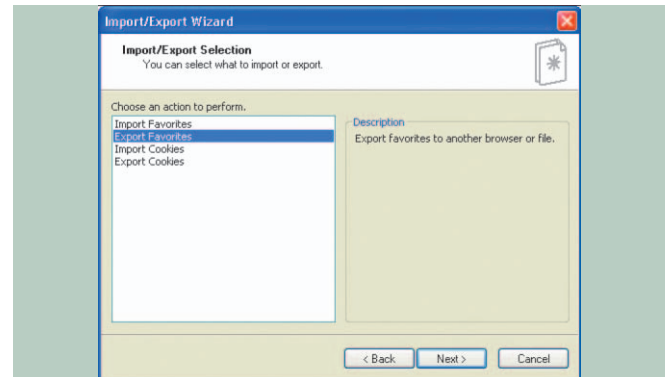 Import/Export Wizard
Import/Export Selection
You can select what to import or export.
Choose an action to perform.
Import Favorites
Export Favorites
Import Cookies
Export Cookies
Description
Export favorites to another browser or file.
< Back
Next >
Cancel